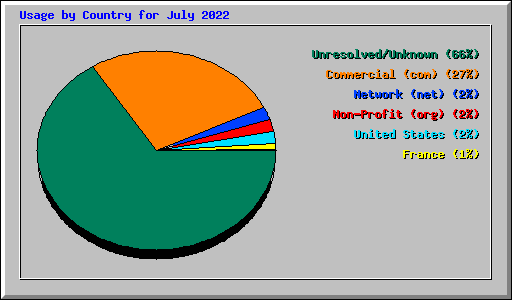 Usage by Country for July 2022
Unresolved/Unknown (66%)
Commercial (com) (27%)
Network (net) (2%)
Non-Profit (org) (2%)
United States (2%)
France (1%)